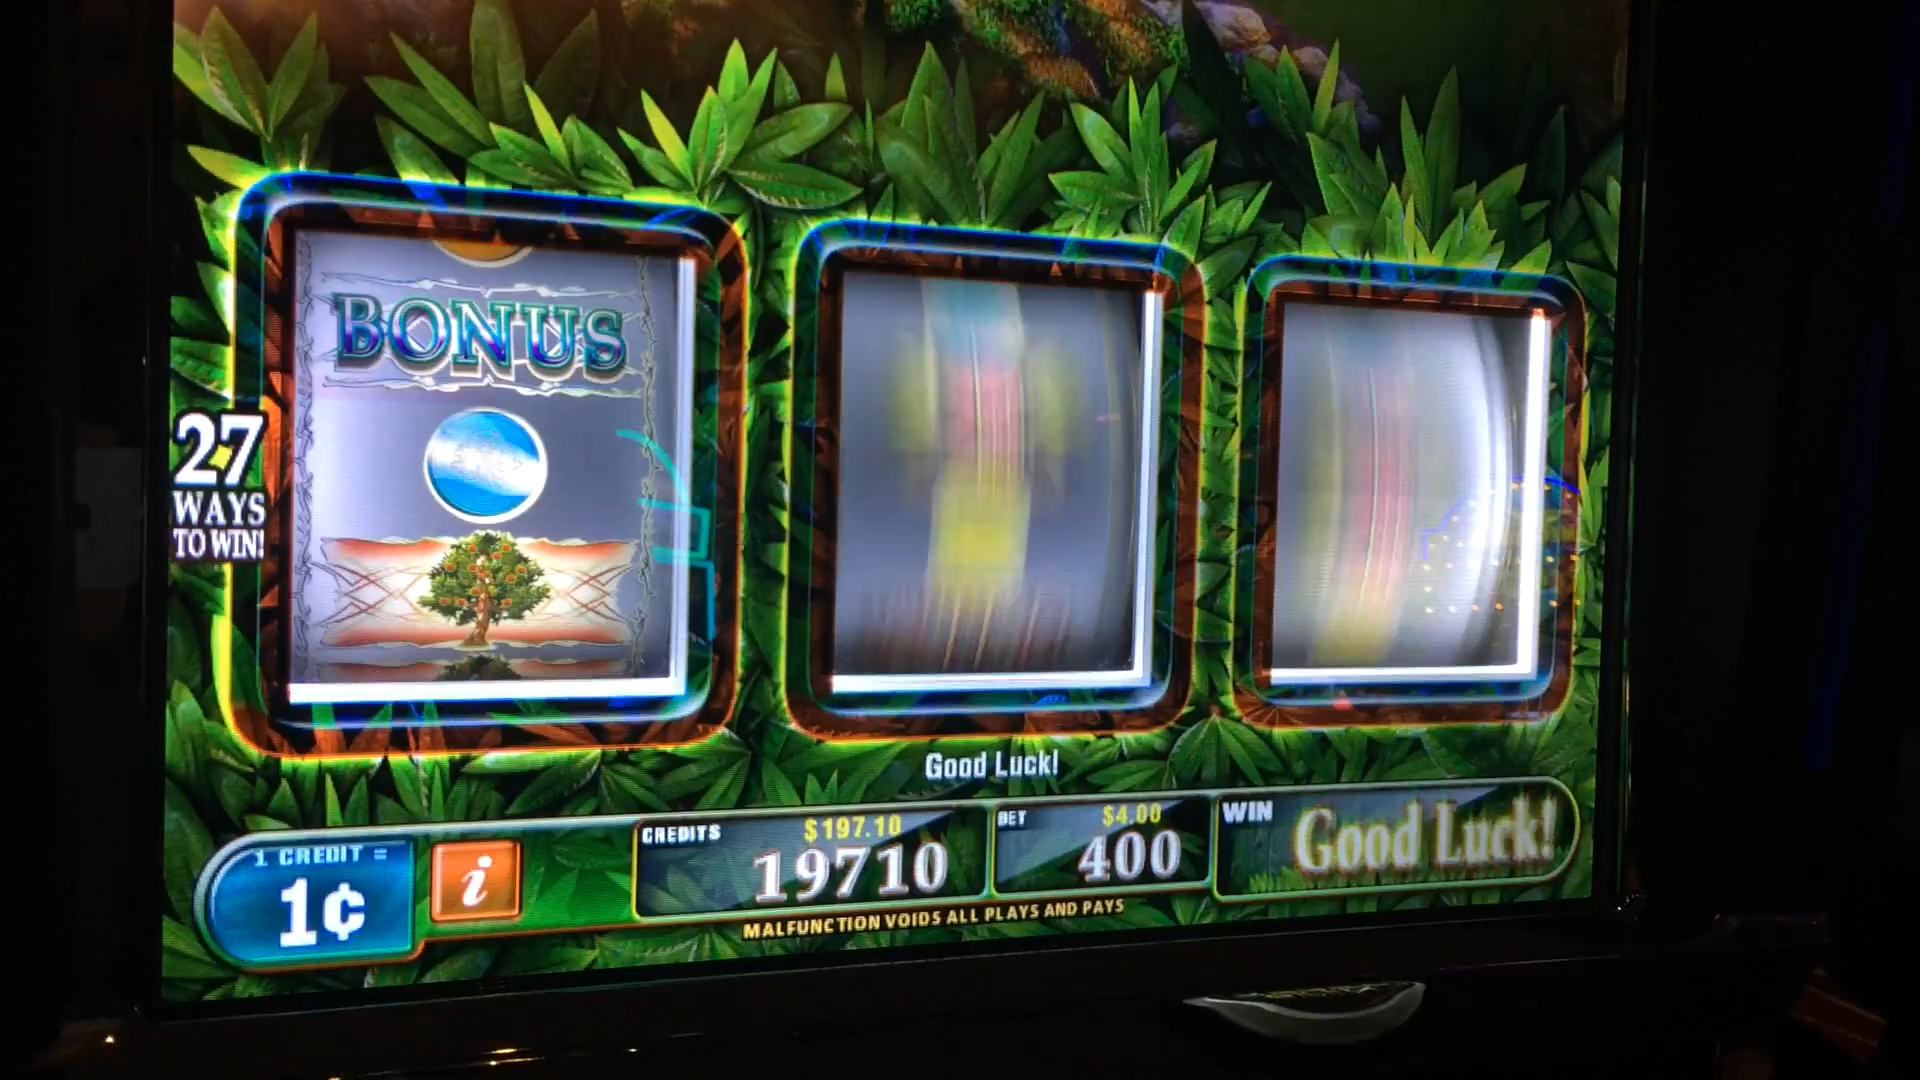 BONUS
27
WAYS
TO WIN!
Good Luck!
1 CREDIT =
1¢
i
CREDITS
$197.10
19710
BET
$4.00
400
WIN
Good Luck!
MALFUNCTION VOIDS ALL PLAYS AND PAYS